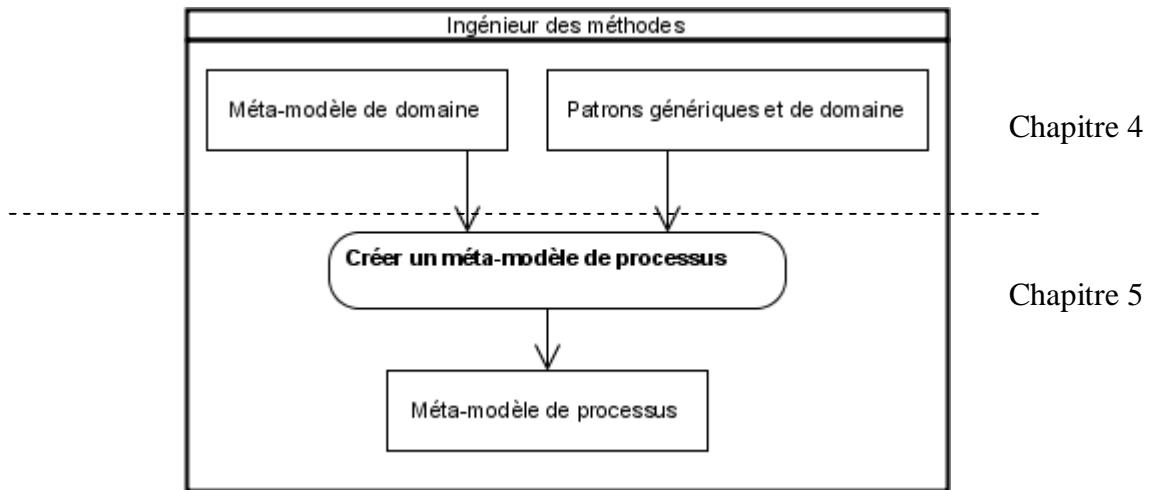 Ingénieur des méthodes
Méta-modèle de domaine
Patrons génériques et de domaine
Chapitre 4
Créer un méta-modèle de processus
Chapitre 5
Méta-modèle de processus